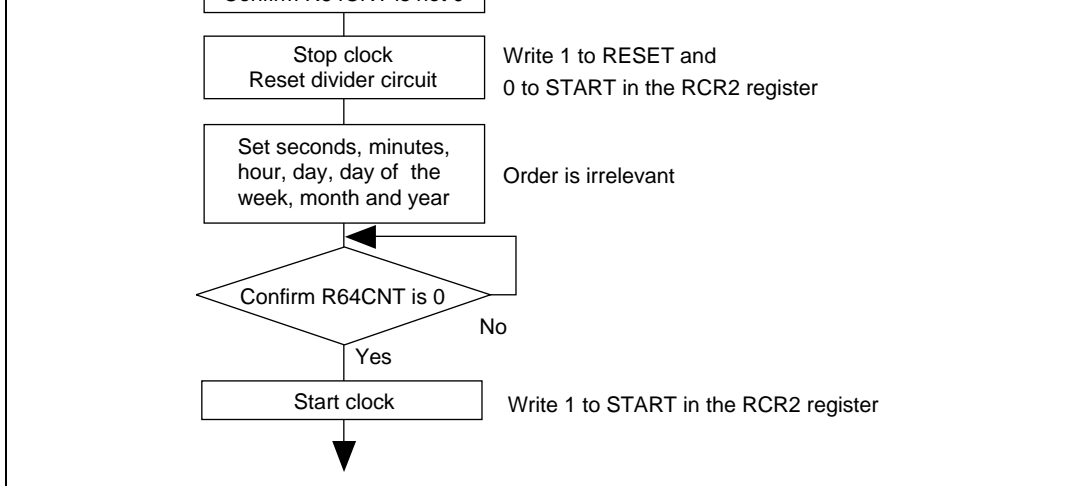 Stop clock
Reset divider circuit
Write 1 to RESET and
0 to START in the RCR2 register
Set seconds, minutes,
hour, day, day of the
week, month and year
Order is irrelevant
Confirm R64CNT is 0
No
Yes
Start clock
Write 1 to START in the RCR2 register